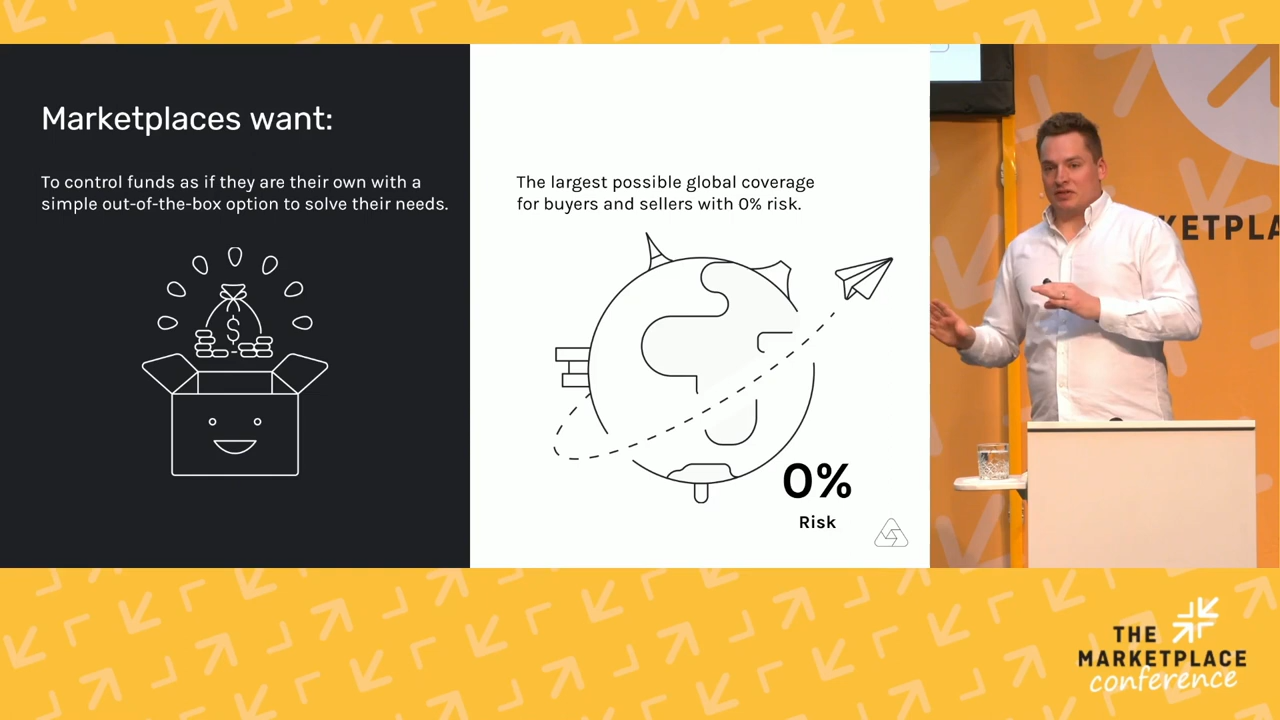 Marketplaces want:
To control funds as if they are their own with a
simple out-of-the-box option to solve their needs.
$
The largest possible global coverage
for buyers and sellers with 0% risk.
0%
Risk
KETPLA
THE
MARKETPLACE
conference